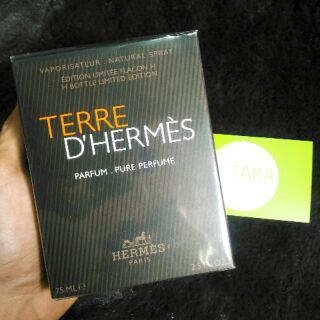 VAPORISATEUR . NATURAL SPRAY
ÉDITION LIMITÉE FLACON H
H BOTTLE LIMITED EDITION
TERRE
D'HERMÈS
PARFUM . PURE PERFUME
TAKA
HERMÈS
PARIS
75 ML e